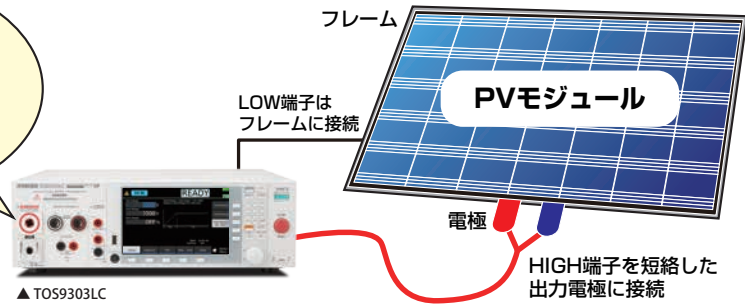 フレーム
PVモジュール
LOW端子は
フレームに接続
READY
電極
HIGH端子を短絡した
出力電極に接続
▲ TOS9303LC